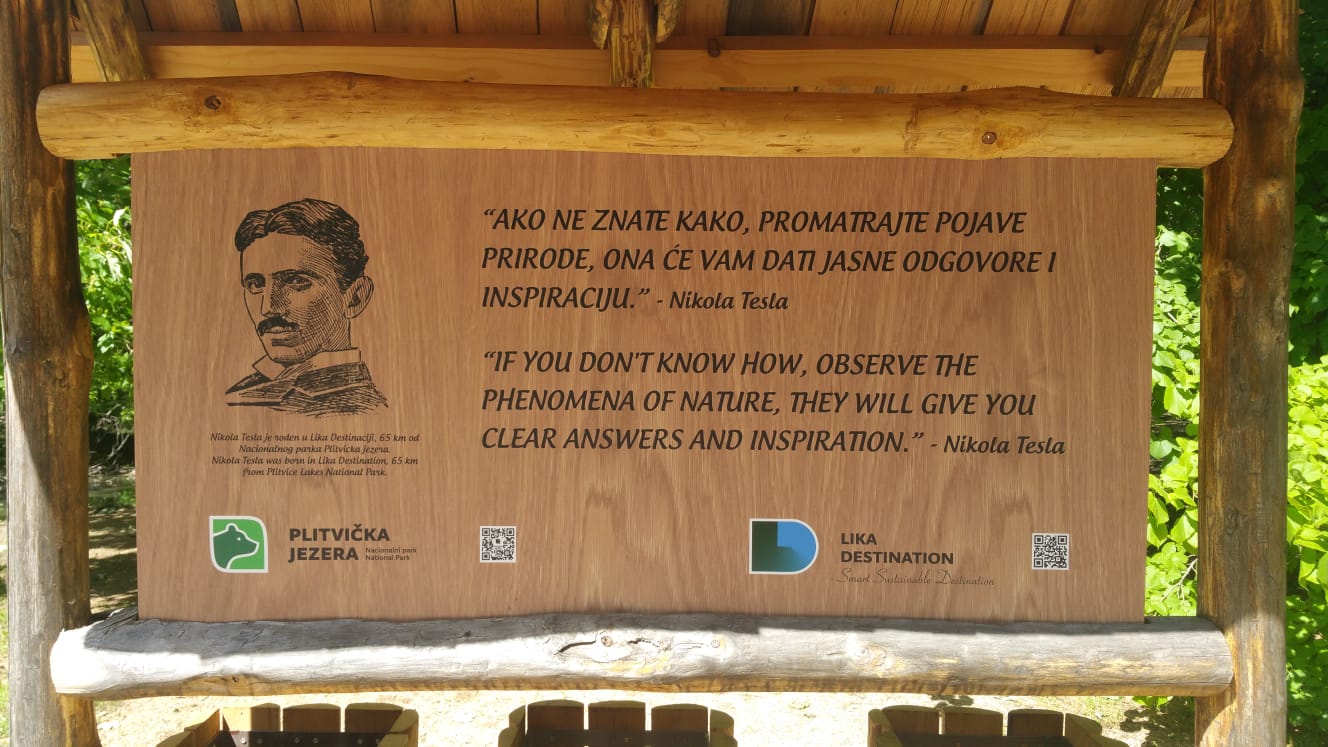 “AKO NE ZNATE KAKO, PROMATRAJTE POJAVE
PRIRODE, ONA ĆE VAM DATI JASNE ODGOVORE I
INSPIRACIJU.” - Nikola Tesla
“IF YOU DON'T KNOW HOW, OBSERVE THE
PHENOMENA OF NATURE, THEY WILL GIVE YOU
CLEAR ANSWERS AND INSPIRATION.” - Nikola Tesla
Nikola Tesla je rođen u Lika Destinaciji, 65 km od
Nacionalnog parka Plitvička jezera.
Nikola Tesla was born in Lika Destination, 65 km
from Plitvice Lakes National Park.
PLITVIČKA
JEZERA Nacionalni park
National Park
LIKA
DESTINATION
Smart Sustainable Destination